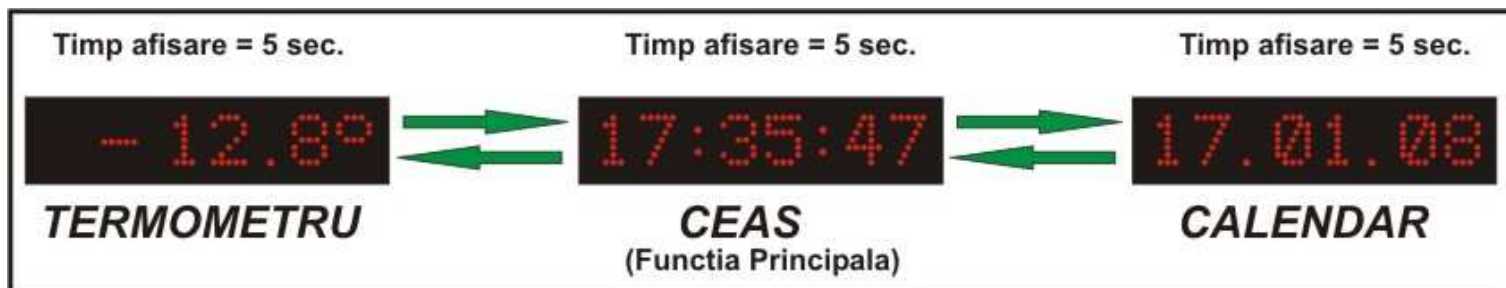 Timp afisare = 5 sec.
Timp afisare = 5 sec.
Timp afisare = 5 sec.
-12.8°
17:35:47
17.01.08
TERMOMETRU
CEAS
(Functia Principala)
CALENDAR